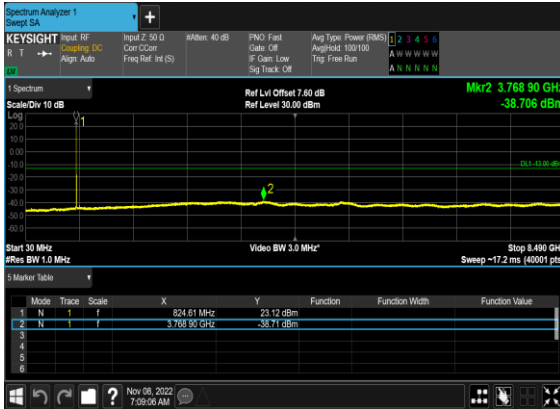 Spectrum Analyzer 1
Swept SA
+
KEYSIGHT Input: RF Input Z: 50 Ω #Atten: 40 dB PNO: Fast Avg Type: Power (RMS) 1 2 3 4 5 6
R T Coupling: DC Corr CCorr Gate: Off Avg|Hold: 100/100 A W W W W W
Align: Auto Freq Ref: Int (S) IF Gain: Low Trig: Free Run
Sig Track: Off A N N N N N
1 Spectrum Ref Lvl Offset 7.60 dB Mkr2 3.768 90 GHz
Scale/Div 10 dB Ref Level 30.00 dBm -38.706 dBm
Log
20.0
10.0
0.00
-10.0
-20.0
-30.0
-40.0
-50.0
-60.0
1
2
DL1 -13.00 dBm
Start 30 MHz Video BW 3.0 MHz* Stop 8.490 GH
#Res BW 1.0 MHz Sweep ~17.2 ms (40001 pts
5 Marker Table
Mode Trace Scale X Y Function Function Width Function Value
1 N 1 f 824.61 MHz 23.12 dBm
2 N 1 f 3.768 90 GHz -38.71 dBm
3
4
5
6
? Nov 08, 2022
7:09:06 AM